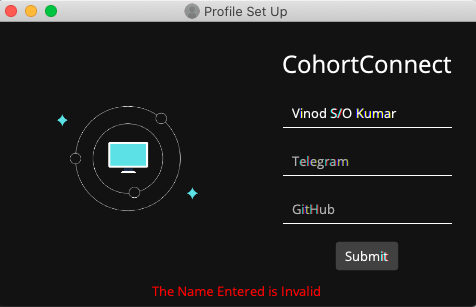 Profile Set Up
CohortConnect
Vinod S/O Kumar
Telegram
GitHub
Submit
The Name Entered is Invalid